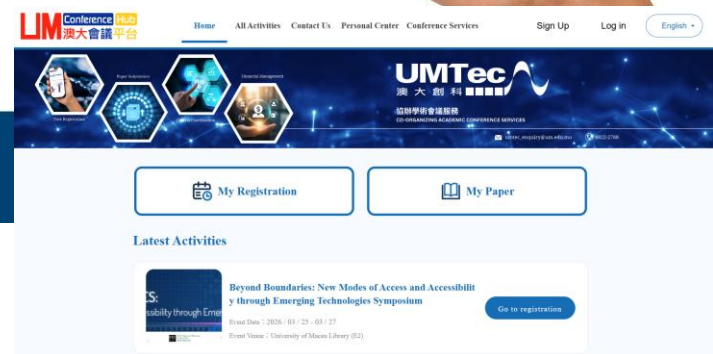 UM Conference Hub
澳大會議平台
Home All Activities Contact Us Personal Center Conference Services Sign Up Log in English
Paper Submission
Financial Management
UMTec
澳大創科
協辦學術會議服務
CO-ORGANIZING ACADEMIC CONFERENCE SERVICES
My Registration
My Paper
Latest Activities
Beyond Boundaries: New Modes of Access and Accessibilit
y through Emerging Technologies Symposium
Event Date : 2026 / 03 / 25 - 03 / 27
Event Venue : University of Macau Library (E2)
Go to registration
CS:
ssibility through Emer